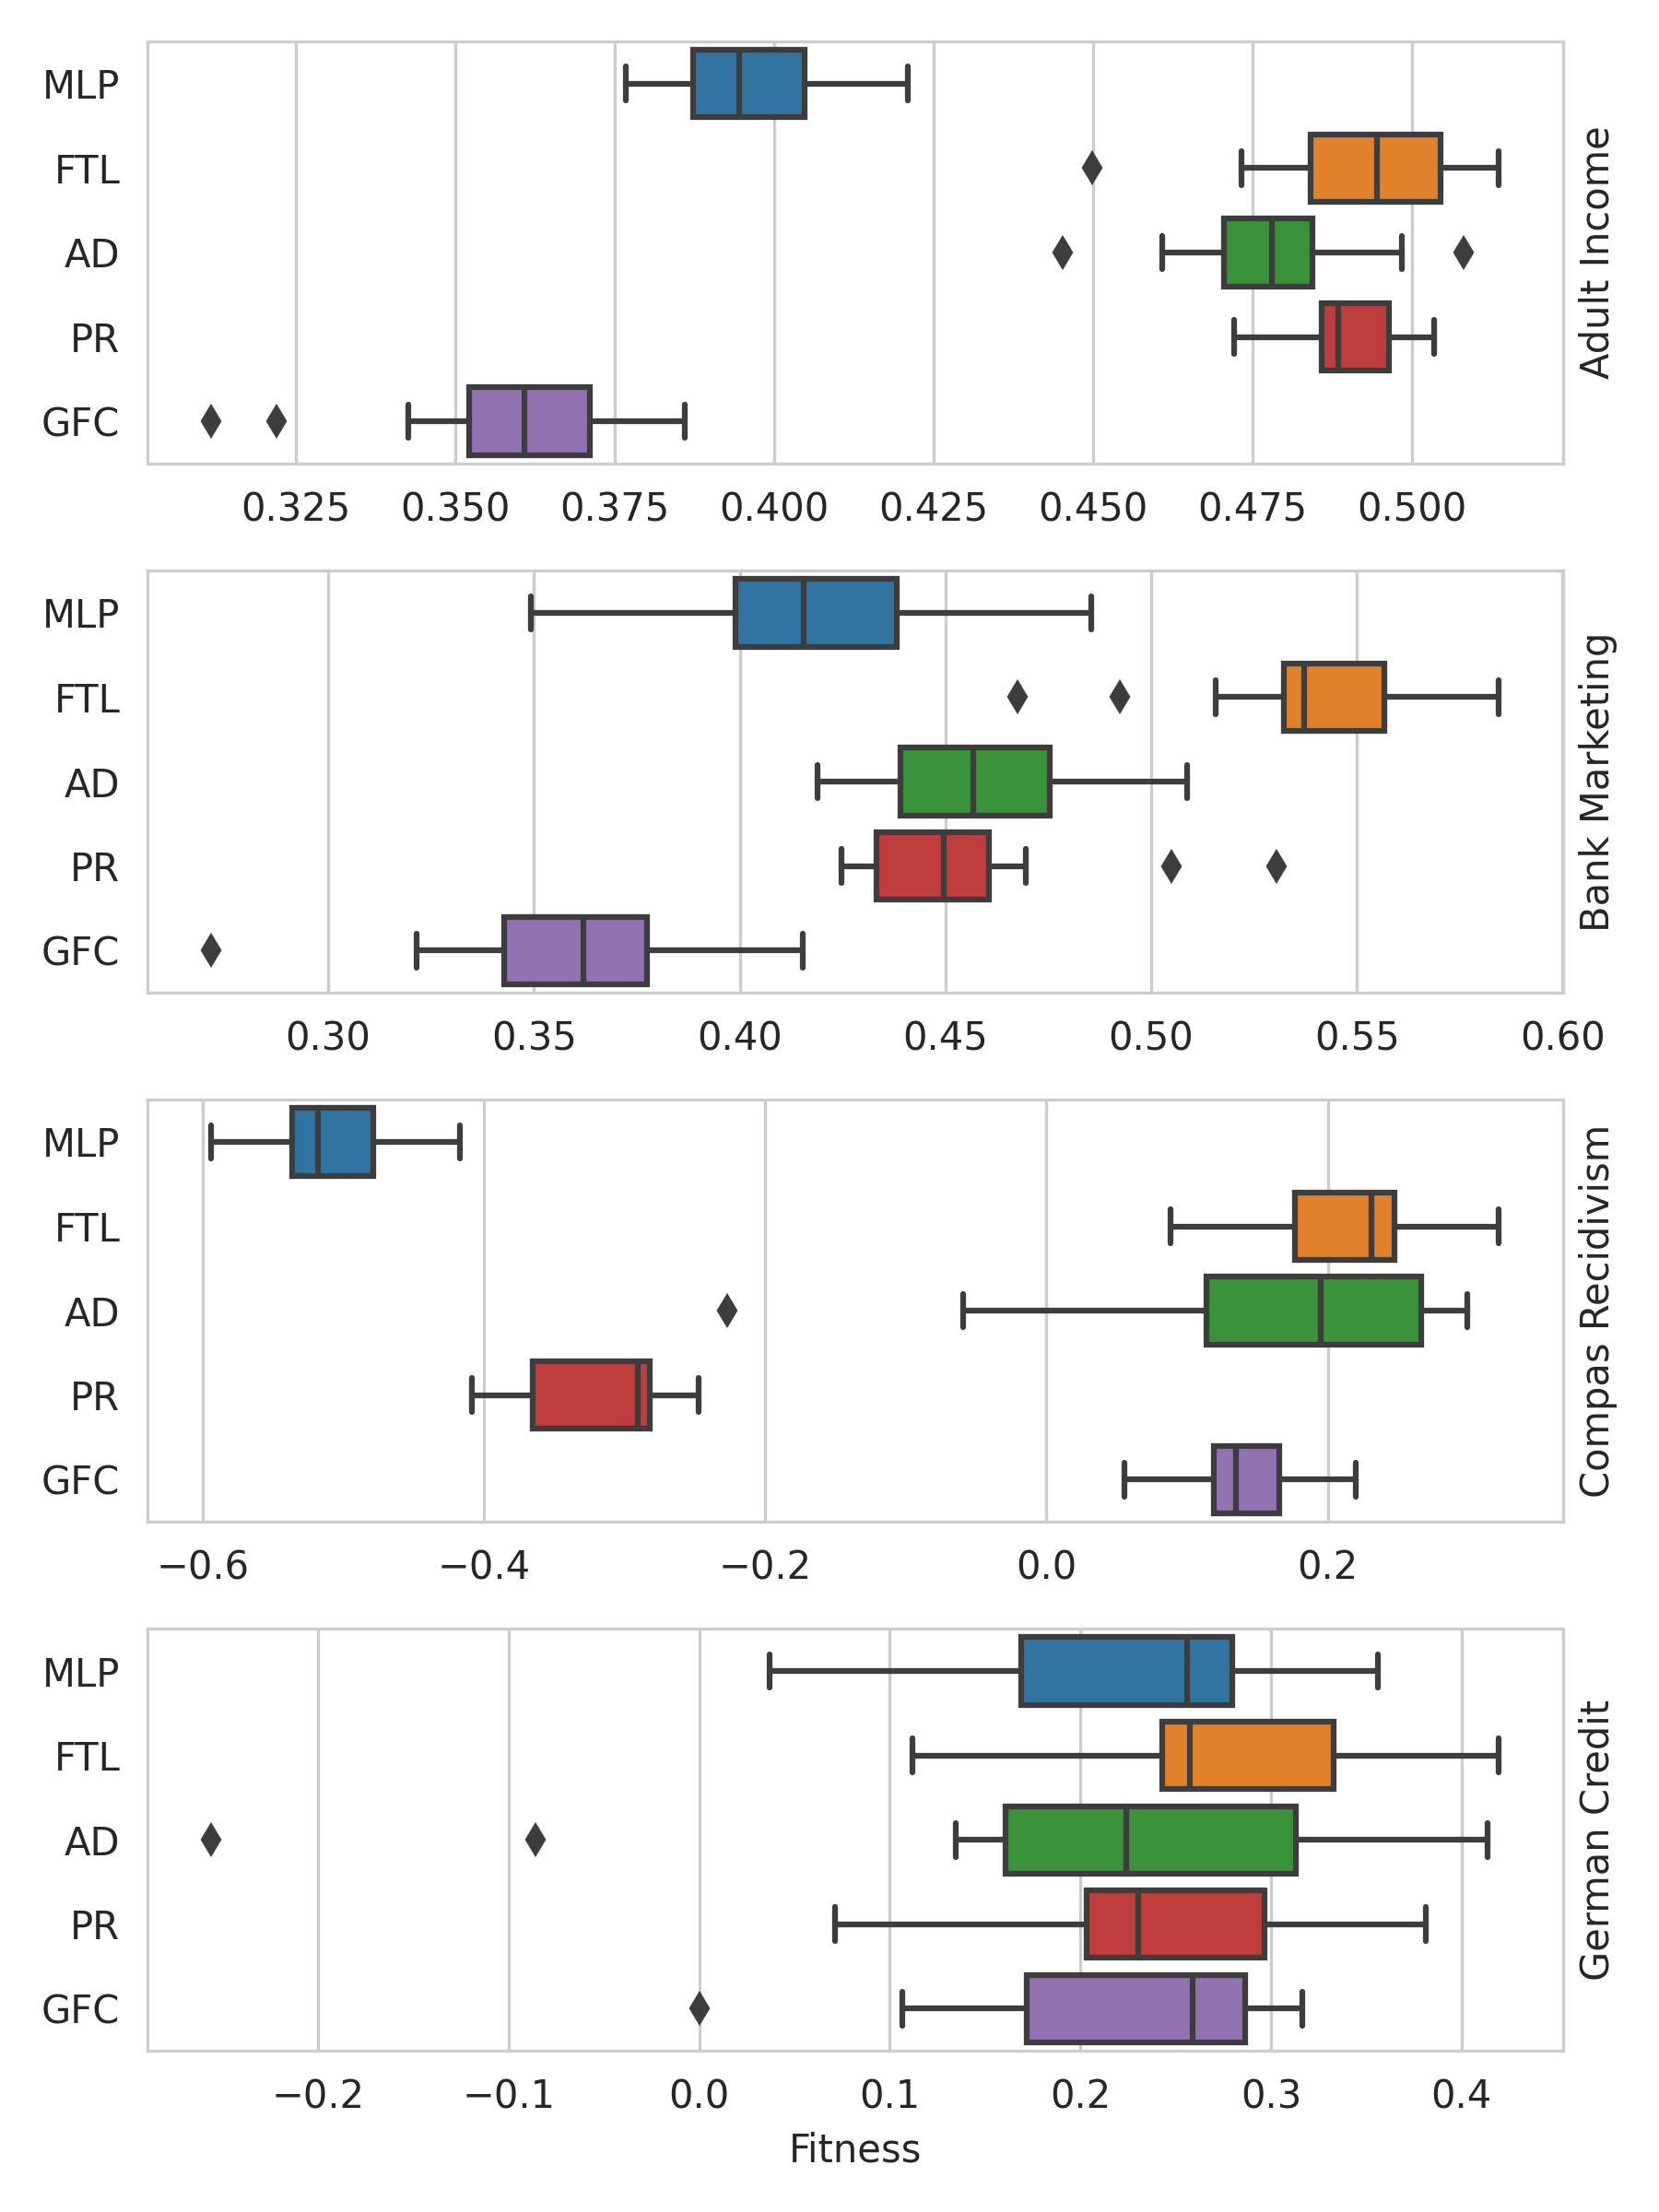 MLP
FTL
AD
PR
GFC
0.325 0.350 0.375 0.400 0.425 0.450 0.475 0.500
Adult Income
MLP
FTL
AD
PR
GFC
0.30 0.35 0.40 0.45 0.50 0.55 0.60
Bank Marketing
MLP
FTL
AD
PR
GFC
−0.6 −0.4 −0.2 0.0 0.2
Compas Recidivism
MLP
FTL
AD
PR
GFC
−0.2 −0.1 0.0 0.1 0.2 0.3 0.4
German Credit
Fitness